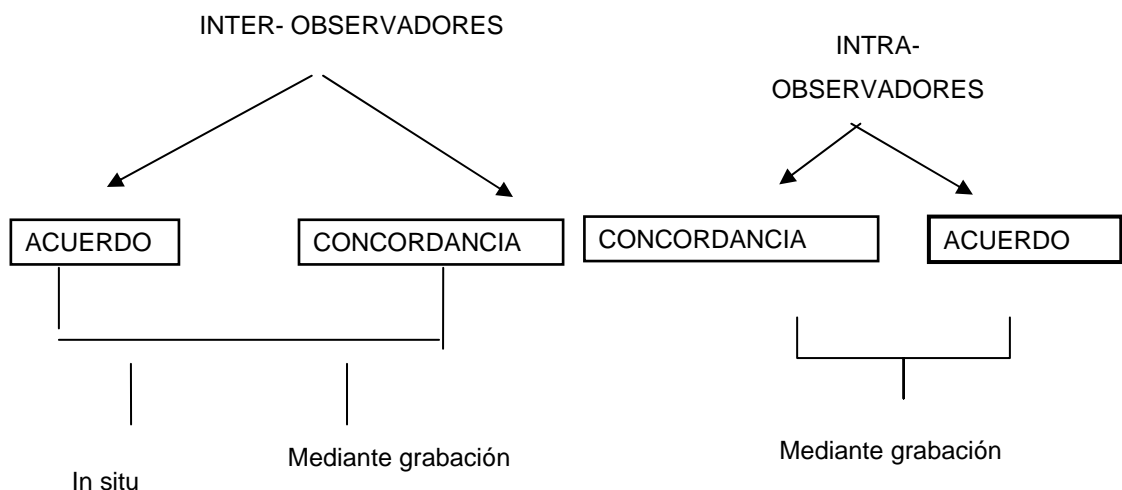 INTER- OBSERVADORES
INTRA-
OBSERVADORES
ACUERDO
CONCORDANCIA
CONCORDANCIA
ACUERDO
In situ
Mediante grabación
Mediante grabación